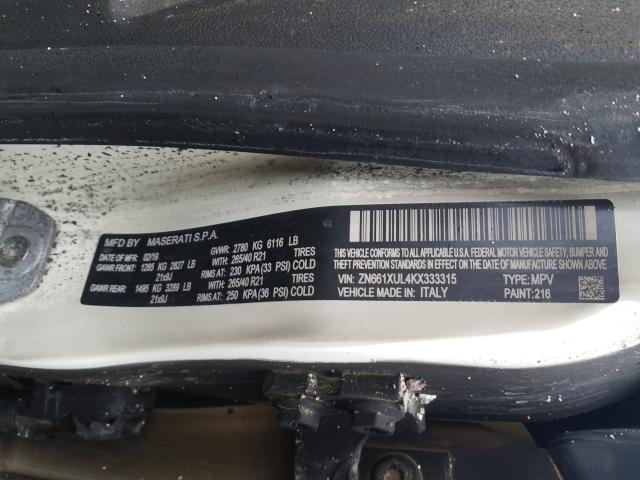 MFD BY MASERATI S.P.A.
DATE OF MFR: 02/19 GVWR: 2780 KG 6116 LB
GAWR FRONT: 1285 KG 2827 LB WITH: 265/40 R21 TIRES
21x9J RIMS AT: 230 KPA (33 PSI) COLD
GAWR REAR: 1495 KG 3289 LB WITH: 265/40 R21 TIRES
21x9J RIMS AT: 250 KPA (36 PSI) COLD
THIS VEHICLE CONFORMS TO ALL APPLICABLE U.S.A. FEDERAL MOTOR VEHICLE SAFETY, BUMPER AND
THEFT PREVENTION STANDARDS IN EFFECT ON THE DATE OF MANUFACTURE SHOWN ABOVE.
VIN: ZN661XUL4KX333315 TYPE: MPV
VEHICLE MADE IN: ITALY PAINT: 216